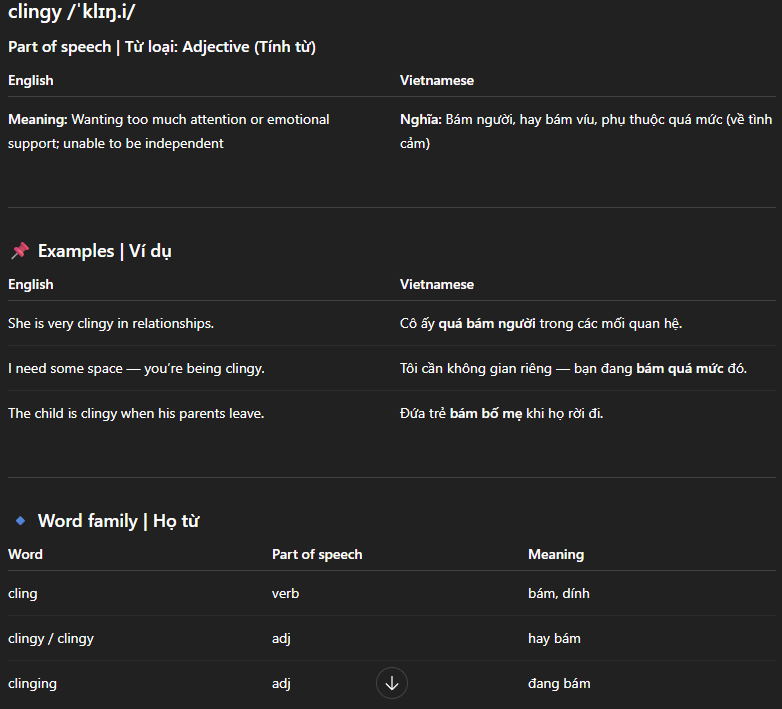 clingy /ˈklɪŋ.i/
Part of speech | Từ loại: Adjective (Tính từ)
English Vietnamese
Meaning: Wanting too much attention or emotional Nghĩa: Bám người, hay bám víu, phụ thuộc quá mức (về tình
support; unable to be independent cảm)
📌 Examples | Ví dụ
English Vietnamese
She is very clingy in relationships. Cô ấy quá bám người trong các mối quan hệ.
I need some space — you’re being clingy. Tôi cần không gian riêng — bạn đang bám quá mức đó.
The child is clingy when his parents leave. Đứa trẻ bám bố mẹ khi họ rời đi.
🔹 Word family | Họ từ
Word Part of speech Meaning
cling verb bám, dính
clingy / clingy adj hay bám
clinging adj đang bám